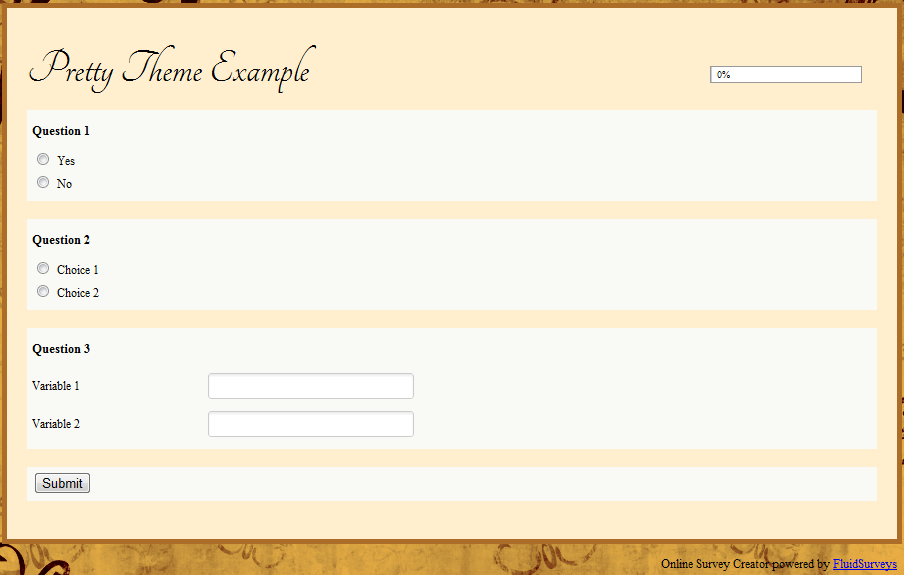 Pretty Theme Example
0%
Question 1
Yes
No
Question 2
Choice 1
Choice 2
Question 3
Variable 1
Variable 2
Submit
Online Survey Creator powered by FluidSurveys